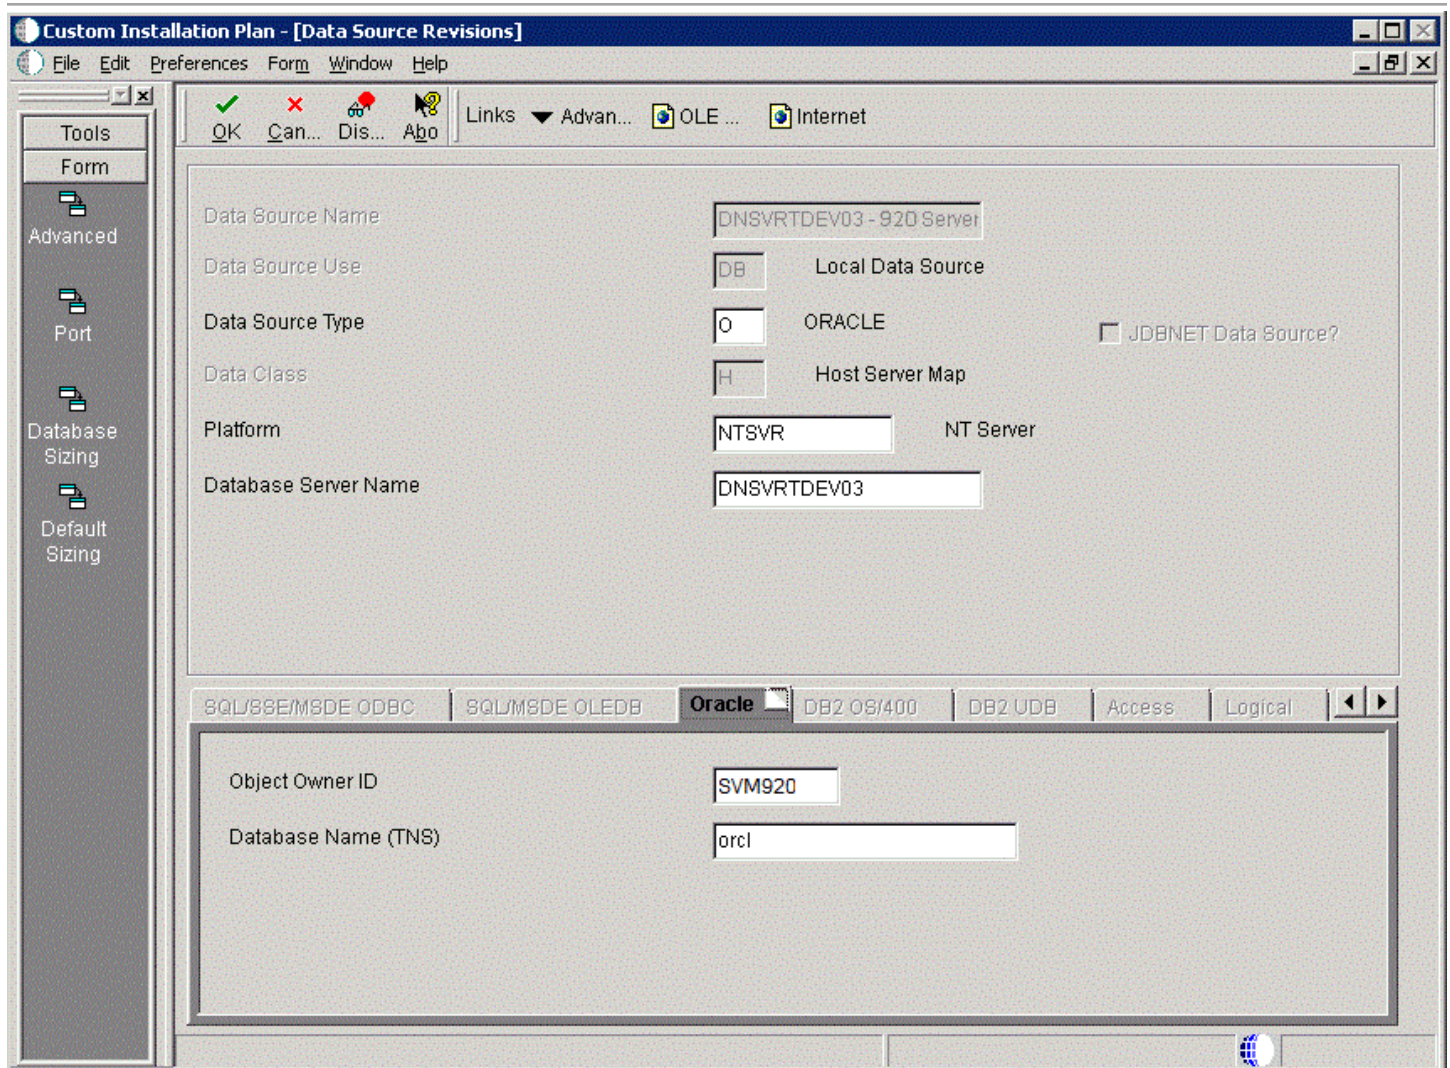 Custom Installation Plan - [Data Source Revisions]
File Edit Preferences Form Window Help
Tools
Form
Advanced
Port
Database
Sizing
Default
Sizing
OK Can... Dis... Abo Links Advan... OLE ... Internet
Data Source Name DNSVRTDEV03 - 920 Server
Data Source Use DB Local Data Source
Data Source Type O ORACLE JDBNET Data Source?
Data Class H Host Server Map
Platform NTSVR NT Server
Database Server Name DNSVRTDEV03
SQL/SSE/MSDE ODBC SQL/MSDE OLEDB Oracle DB2 OS/400 DB2 UDB Access Logical
Object Owner ID SVM920
Database Name (TNS) orcl